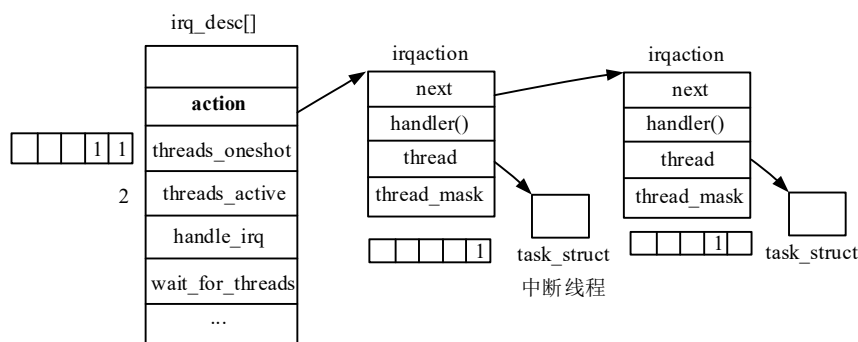 irq_desc[]
action
threads_oneshot
threads_active
handle_irq
wait_for_threads
...
1 1
2
irqaction
next
handler()
thread
thread_mask
1
task_struct
中断线程
irqaction
next
handler()
thread
thread_mask
1
task_struct